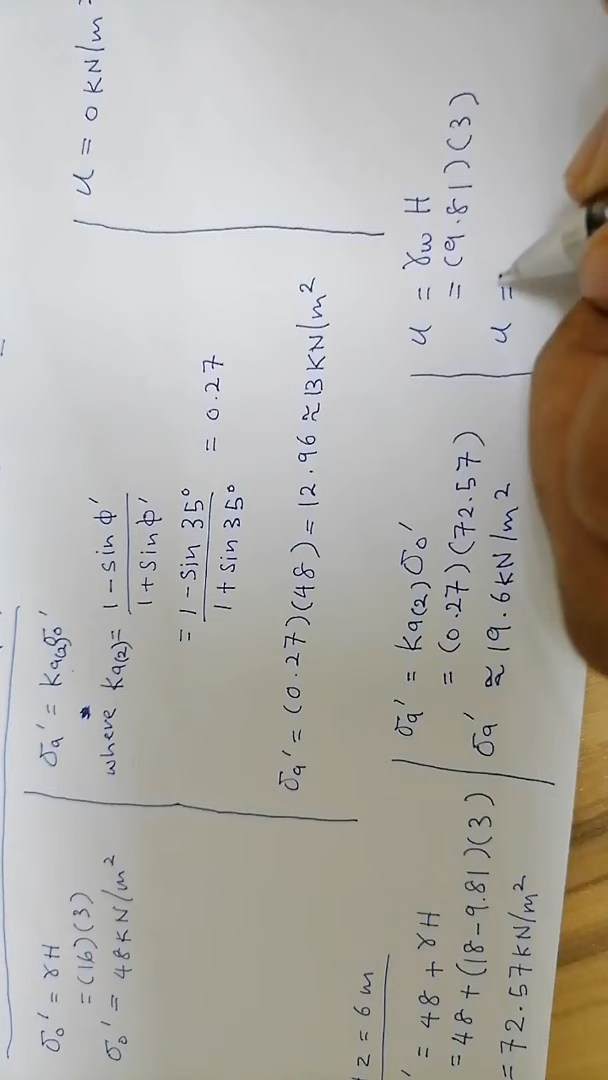 σo' = γH
= (16)(3)
σo' = 48 KN/m²
σa' = Ka(2)σo'
where Ka(2) = 1 - sin φ' / 1 + sin φ'
= 1 - sin 35° / 1 + sin 35° = 0.27
σa' = (0.27)(48) = 12.96 ≈ 13 KN/m²
u = 0 KN/m
z = 6 m
' = 48 + γH
= 48 + (18 - 9.81)(3)
= 72.57 KN/m²
σa' = Ka(2) σo'
= (0.27)(72.57)
σa' ≈ 19.6 KN/m²
u = γw H
= (9.81)(3)
u =